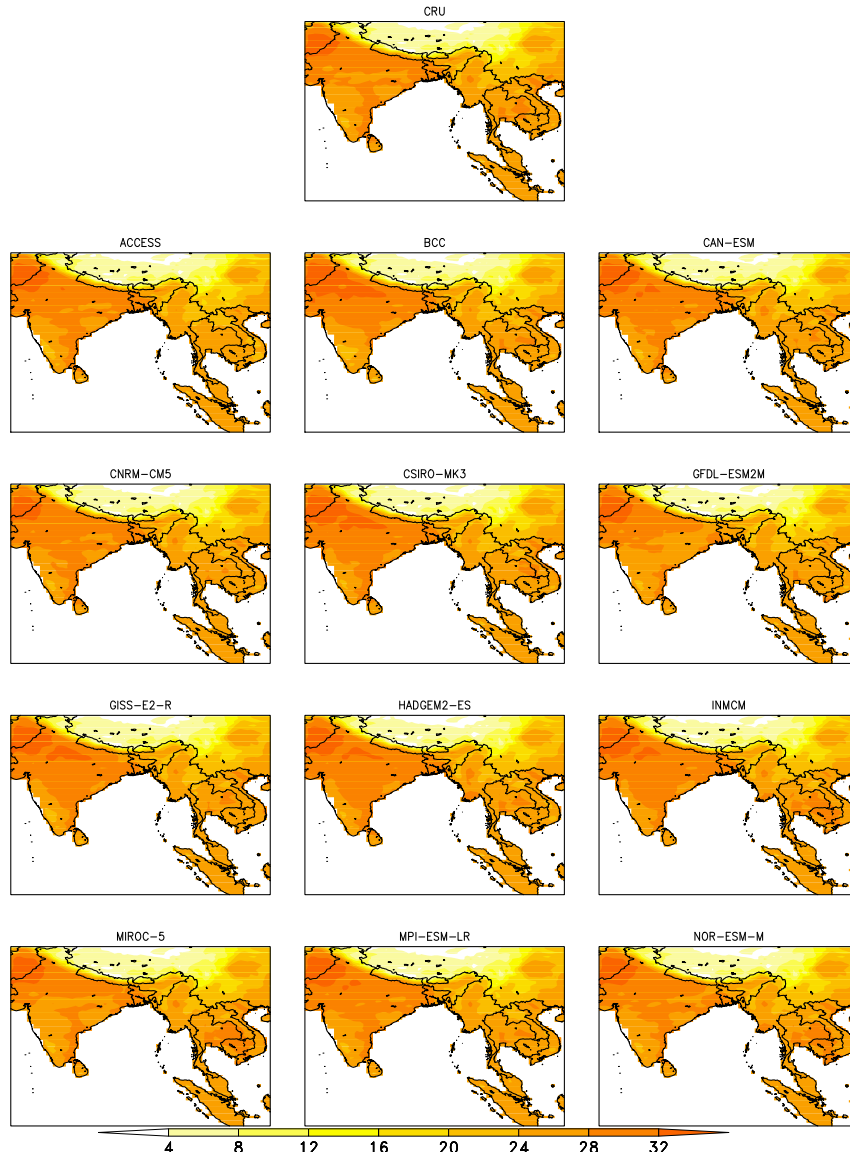 CRU
ACCESS
BCC
CAN-ESM
CNRM-CM5
CSIRO-MK3
GFDL-ESM2M
GISS-E2-R
HADGEM2-ES
INMCM
MIROC-5
MPI-ESM-LR
NOR-ESM-M
4 8 12 16 20 24 28 32